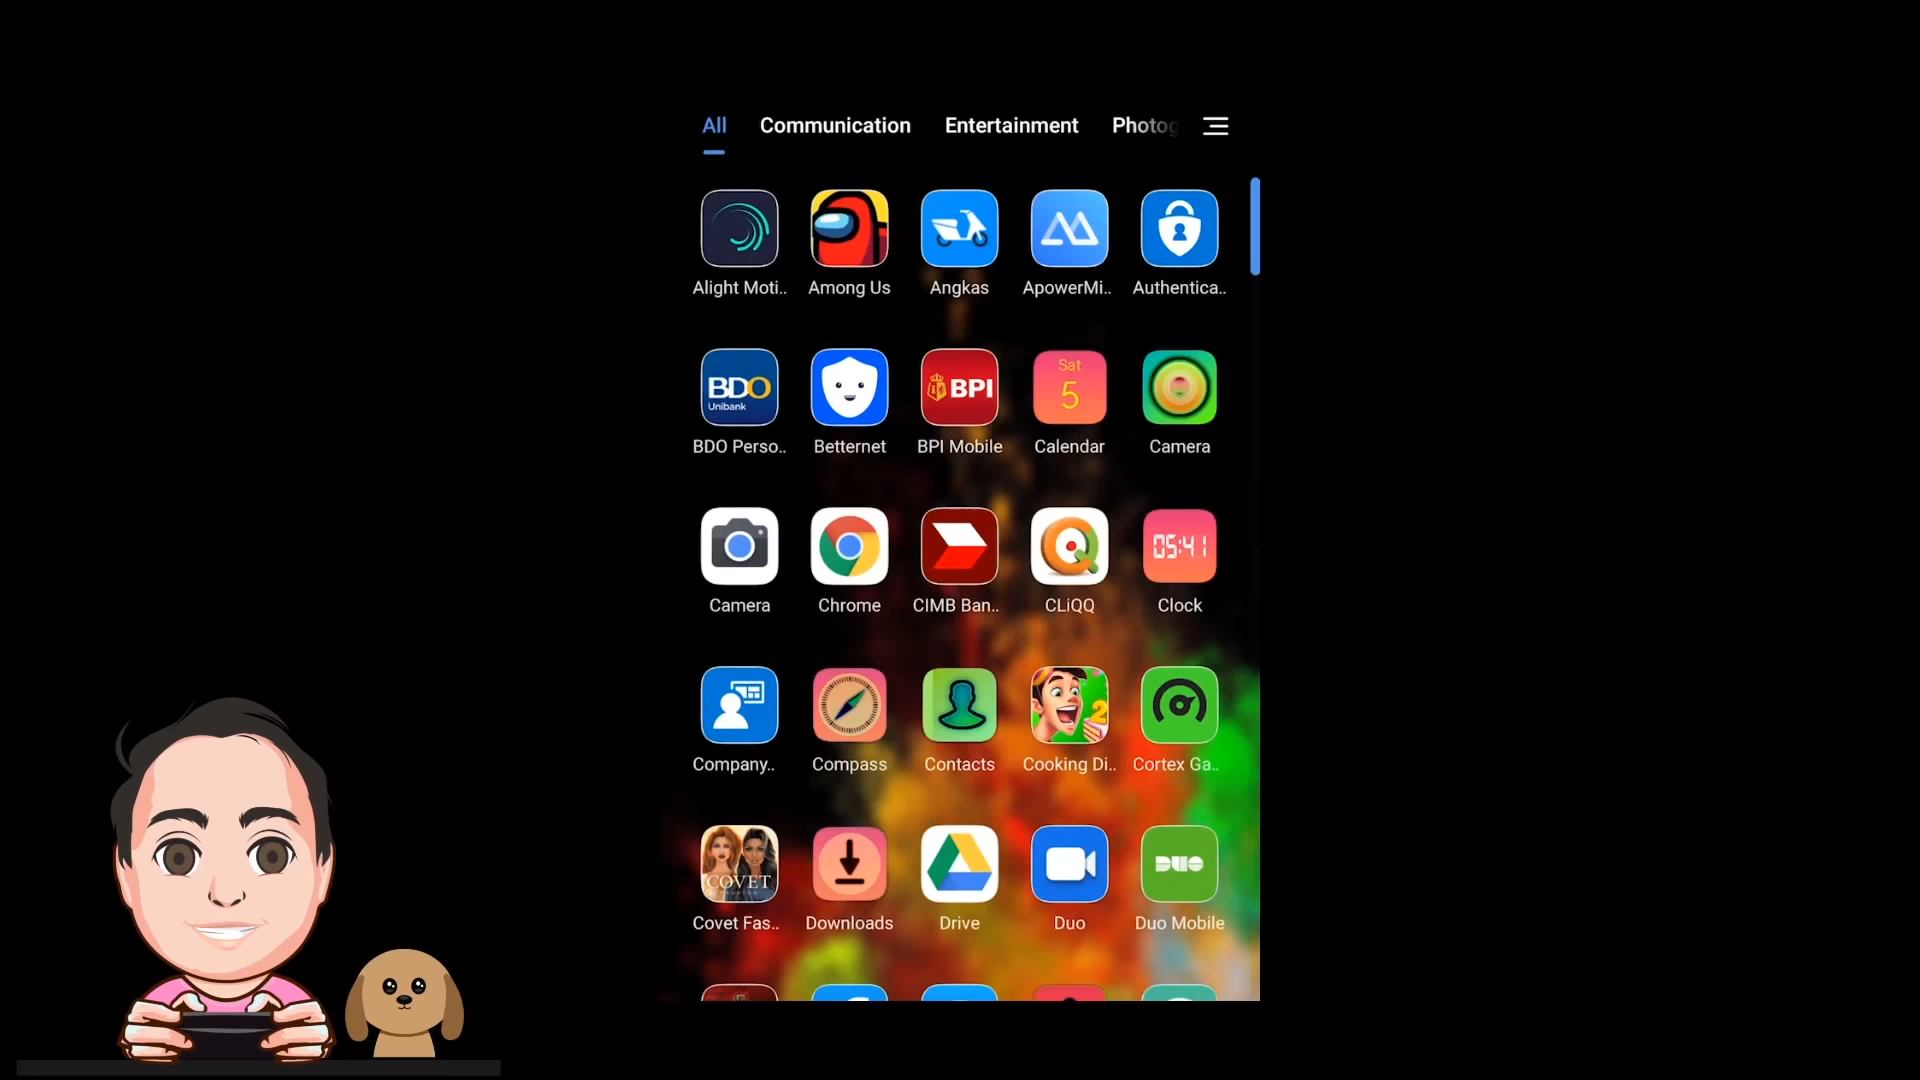 All Communication Entertainment Photog
Alight Moti.. Among Us Angkas ApowerMi.. Authentica..
BDO
Unibank
BPI
Sat
5
BDO Perso.. Betternet BPI Mobile Calendar Camera
05:41
Camera Chrome CIMB Ban.. CLiQQ Clock
2
Company.. Compass Contacts Cooking Di.. Cortex Ga..
COVET
DUO
Covet Fas.. Downloads Drive Duo Duo Mobile